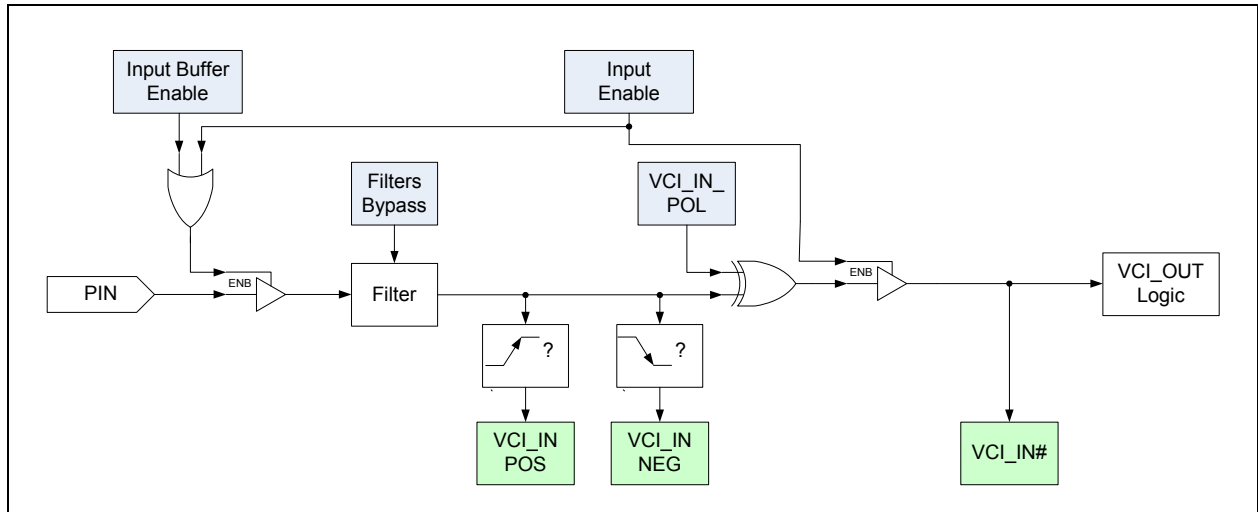 Input Buffer
Enable
Input
Enable
Filters
Bypass
VCI_IN_
POL
ENB
PIN
Filter
ENB
VCI_OUT
Logic
?
?
VCI_IN
POS
VCI_IN
NEG
VCI_IN#